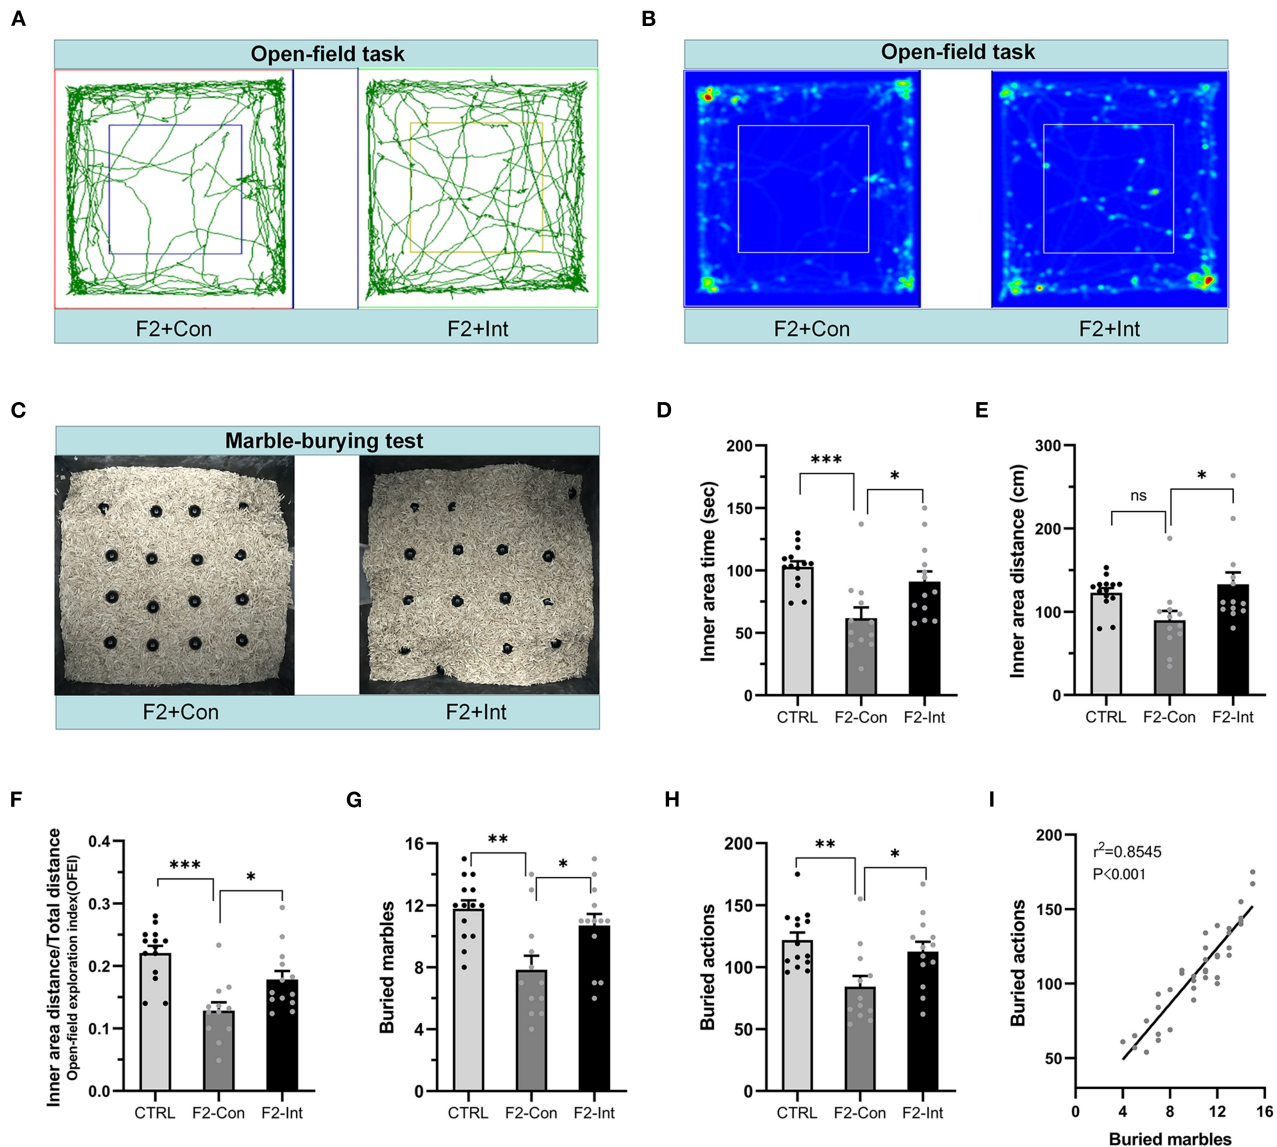 A
B
Open-field task
Open-field task
F2+Con
F2+Int
F2+Con
F2+Int
C
D
E
Marble-burying test
F2+Con
F2+Int
Inner area time (sec)
200
150
100
50
0
***
*
CTRL
F2-Con
F2-Int
Inner area distance (cm)
300
200
100
0
ns
*
CTRL
F2-Con
F2-Int
F
G
H
I
Inner area distance/Total distance
Open-field exploration index(OFEI)
0.4
0.3
0.2
0.1
0.0
***
*
CTRL
F2-Con
F2-Int
Buried marbles
16
12
8
4
0
**
*
CTRL
F2-Con
F2-Int
Buried actions
200
150
100
50
0
**
*
CTRL
F2-Con
F2-Int
Buried actions
200
150
100
50
r²=0.8545
P<0.001
0
4
8
12
16
Buried marbles